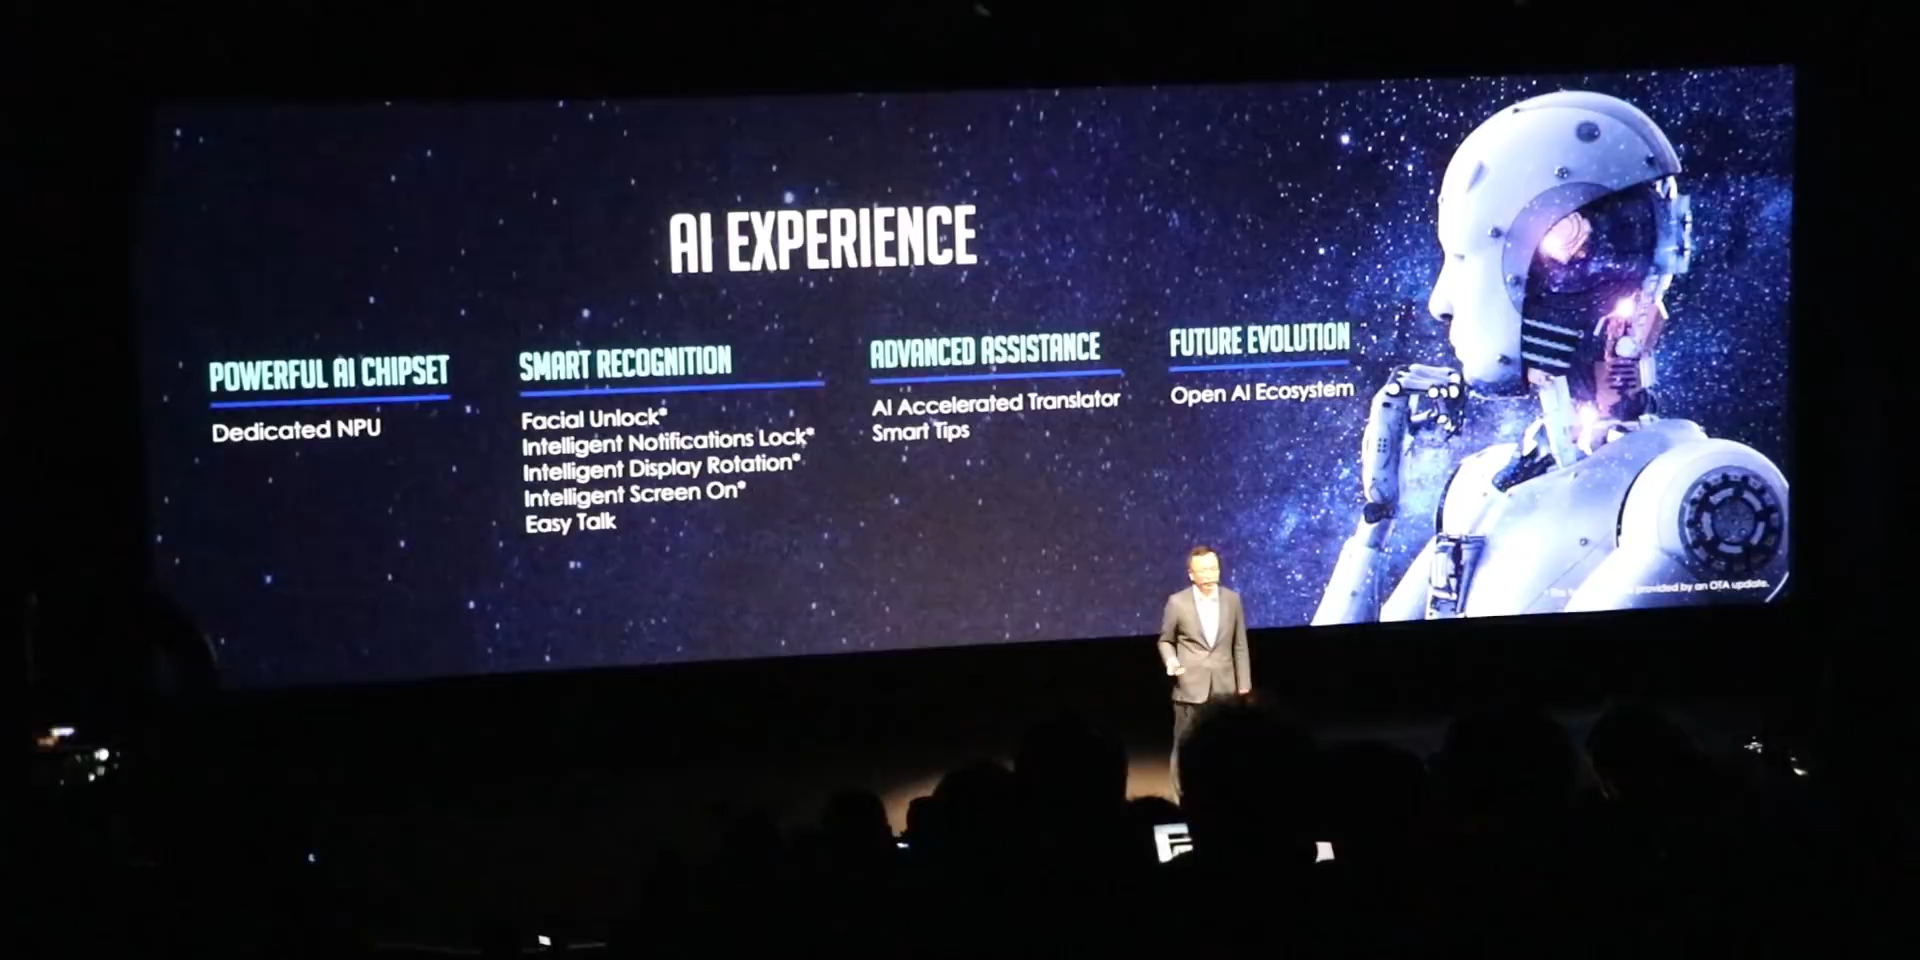 AI EXPERIENCE
POWERFUL AI CHIPSET
Dedicated NPU
SMART RECOGNITION
Facial Unlock*
Intelligent Notifications Lock*
Intelligent Display Rotation*
Intelligent Screen On*
Easy Talk
ADVANCED ASSISTANCE
AI Accelerated Translator
Smart Tips
FUTURE EVOLUTION
Open AI Ecosystem
provided by an OTA update.